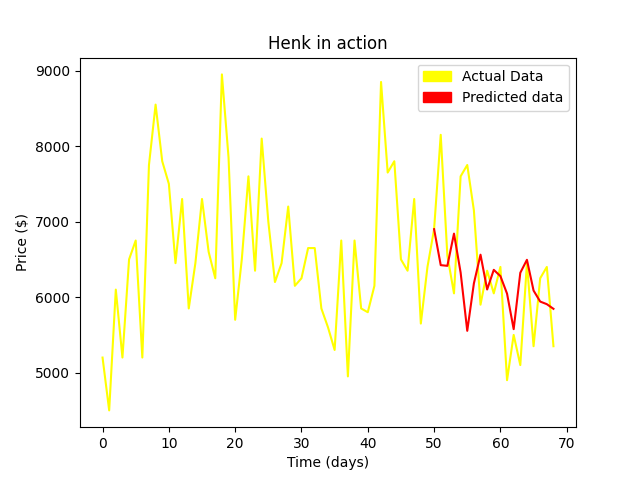 Henk in action
Actual Data
Predicted data
9000
8000
7000
6000
5000
Price ($)
0 10 20 30 40 50 60 70
Time (days)